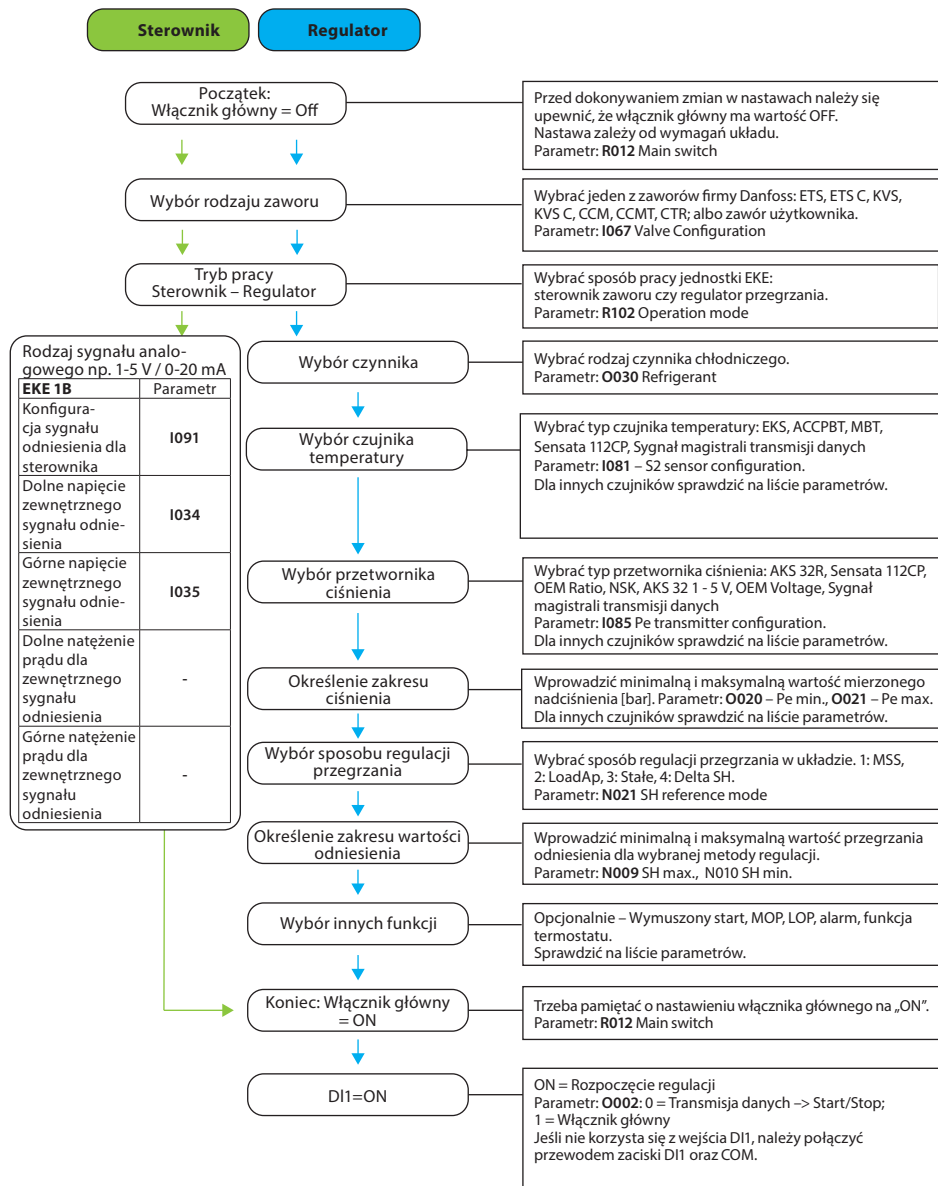 Sterownik
Regulator
Początek:
Włącznik główny = Off
Przed dokonywaniem zmian w nastawach należy się
upewnić, że włącznik główny ma wartość OFF.
Nastawa zależy od wymagań układu.
Parametr: R012 Main switch
Wybór rodzaju zaworu
Wybrać jeden z zaworów firmy Danfoss: ETS, ETS C, KVS,
KVS C, CCM, CCMT, CTR; albo zawór użytkownika.
Parametr: I067 Valve Configuration
Tryb pracy
Sterownik – Regulator
Wybrać sposób pracy jednostki EKE:
sterownik zaworu czy regulator przegrzania.
Parametr: R102 Operation mode
Rodzaj sygnału analo-
gowego np. 1-5 V / 0-20 mA
EKE 1B
Parametr
Konfigura-
cja sygnału
odniesienia dla
sterownika
I091
Dolne napięcie
zewnętrznego
sygnału odnie-
sienia
I034
Górne napięcie
zewnętrznego
sygnału odnie-
sienia
I035
Dolne natężenie
prądu dla
zewnętrznego
sygnału
odniesienia
-
Górne natężenie
prądu dla
zewnętrznego
sygnału
odniesienia
-
Wybór czynnika
Wybrać rodzaj czynnika chłodniczego.
Parametr: O030 Refrigerant
Wybór czujnika
temperatury
Wybrać typ czujnika temperatury: EKS, ACCPBT, MBT,
Sensata 112CP, Sygnał magistrali transmisji danych
Parametr: I081 – S2 sensor configuration.
Dla innych czujników sprawdzić na liście parametrów.
Wybór przetwornika
ciśnienia
Wybrać typ przetwornika ciśnienia: AKS 32R, Sensata 112CP,
OEM Ratio, NSK, AKS 32 1 - 5 V, OEM Voltage, Sygnał
magistrali transmisji danych
Parametr: I085 Pe transmitter configuration.
Dla innych czujników sprawdzić na liście parametrów.
Określenie zakresu
ciśnienia
Wprowadzić minimalną i maksymalną wartość mierzonego
nadciśnienia [bar]. Parametr: O020 – Pe min., O021 – Pe max.
Dla innych czujników sprawdzić na liście parametrów.
Wybór sposobu regulacji
przegrzania
Wybrać sposób regulacji przegrzania w układzie. 1: MSS,
2: LoadAp, 3: Stałe, 4: Delta SH.
Parametr: N021 SH reference mode
Określenie zakresu wartości
odniesienia
Wprowadzić minimalną i maksymalną wartość przegrzania
odniesienia dla wybranej metody regulacji.
Parametr: N009 SH max., N010 SH min.
Wybór innych funkcji
Opcjonalnie – Wymuszony start, MOP, LOP, alarm, funkcja
termostatu.
Sprawdzić na liście parametrów.
Koniec: Włącznik główny
= ON
Trzeba pamiętać o nastawieniu włącznika głównego na „ON”.
Parametr: R012 Main switch
DI1=ON
ON = Rozpoczęcie regulacji
Parametr: O002: 0 = Transmisja danych –> Start/Stop;
1 = Włącznik główny
Jeśli nie korzysta się z wejścia DI1, należy połączyć
przewodem zaciski DI1 oraz COM.